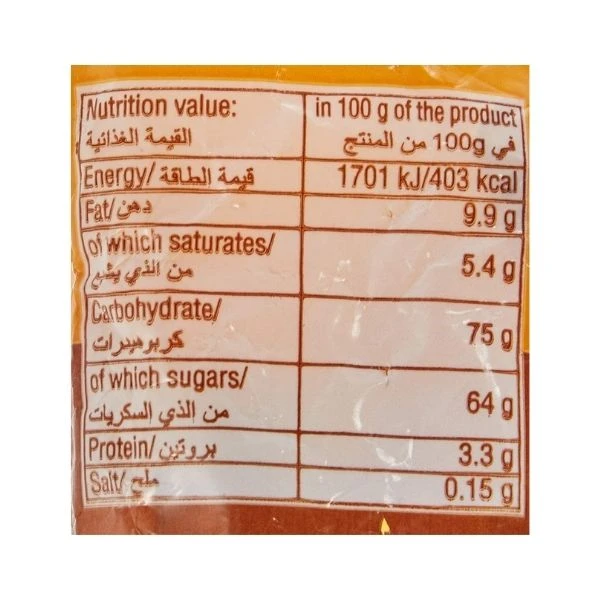 Nutrition value:
القيمة الغذائية
in 100 g of the product
في 100g من المنتج
Energy/ قيمة الطاقة
1701 kJ/403 kcal
Fat/دهن
9.9 g
of which saturates/
من الذي يشبع
5.4 g
Carbohydrate/
كربوهيدرات
75 g
of which sugars/
من الذي السكريات
64 g
Protein/بروتين
3.3 g
Salt/ملح
0.15 g